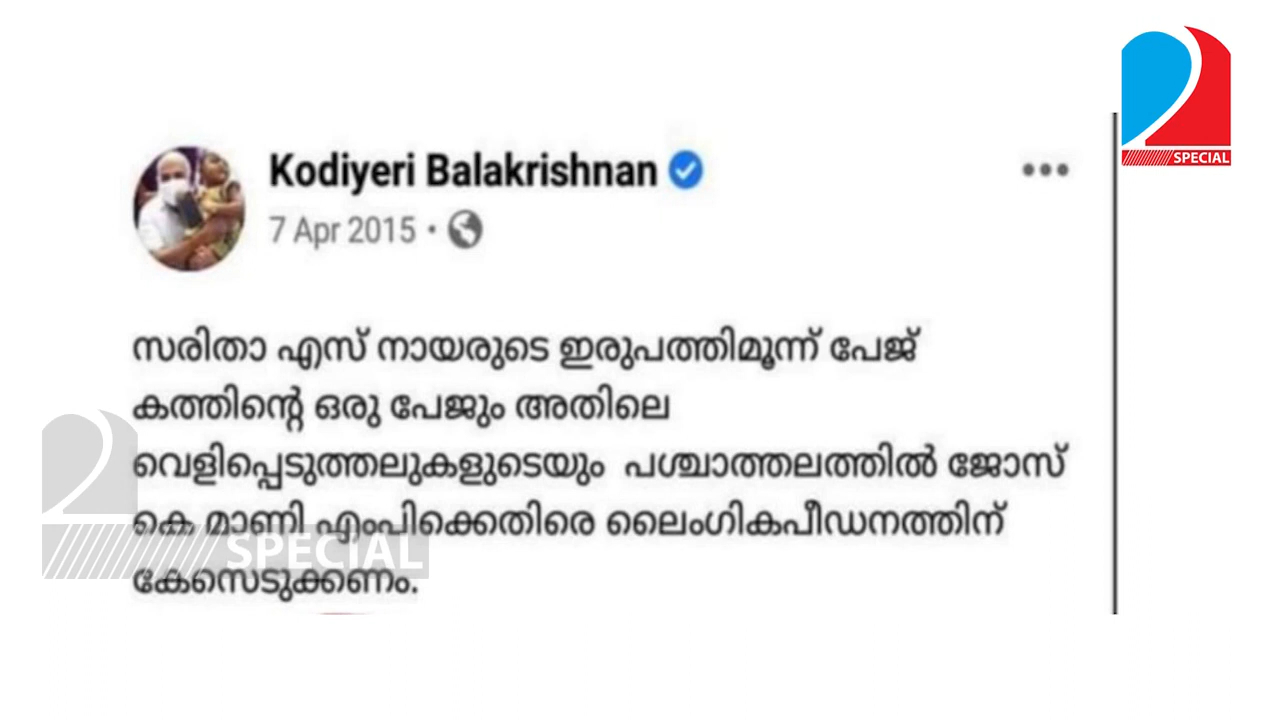 SPECIAL
Kodiyeri Balakrishnan
7 Apr 2015 •
സരിതാ എസ് നായരുടെ ഇരുപത്തിമൂന്ന് പേജ്
കത്തിന്റെ ഒരു പേജും അതിലെ
വെളിപ്പെടുത്തലുകളുടെയും പശ്ചാത്തലത്തിൽ ജോസ്
കെ മാണി എംപിക്കെതിരെ ലൈംഗികപീഡനത്തിന്
SPECIAL
കേസെടുക്കണം.